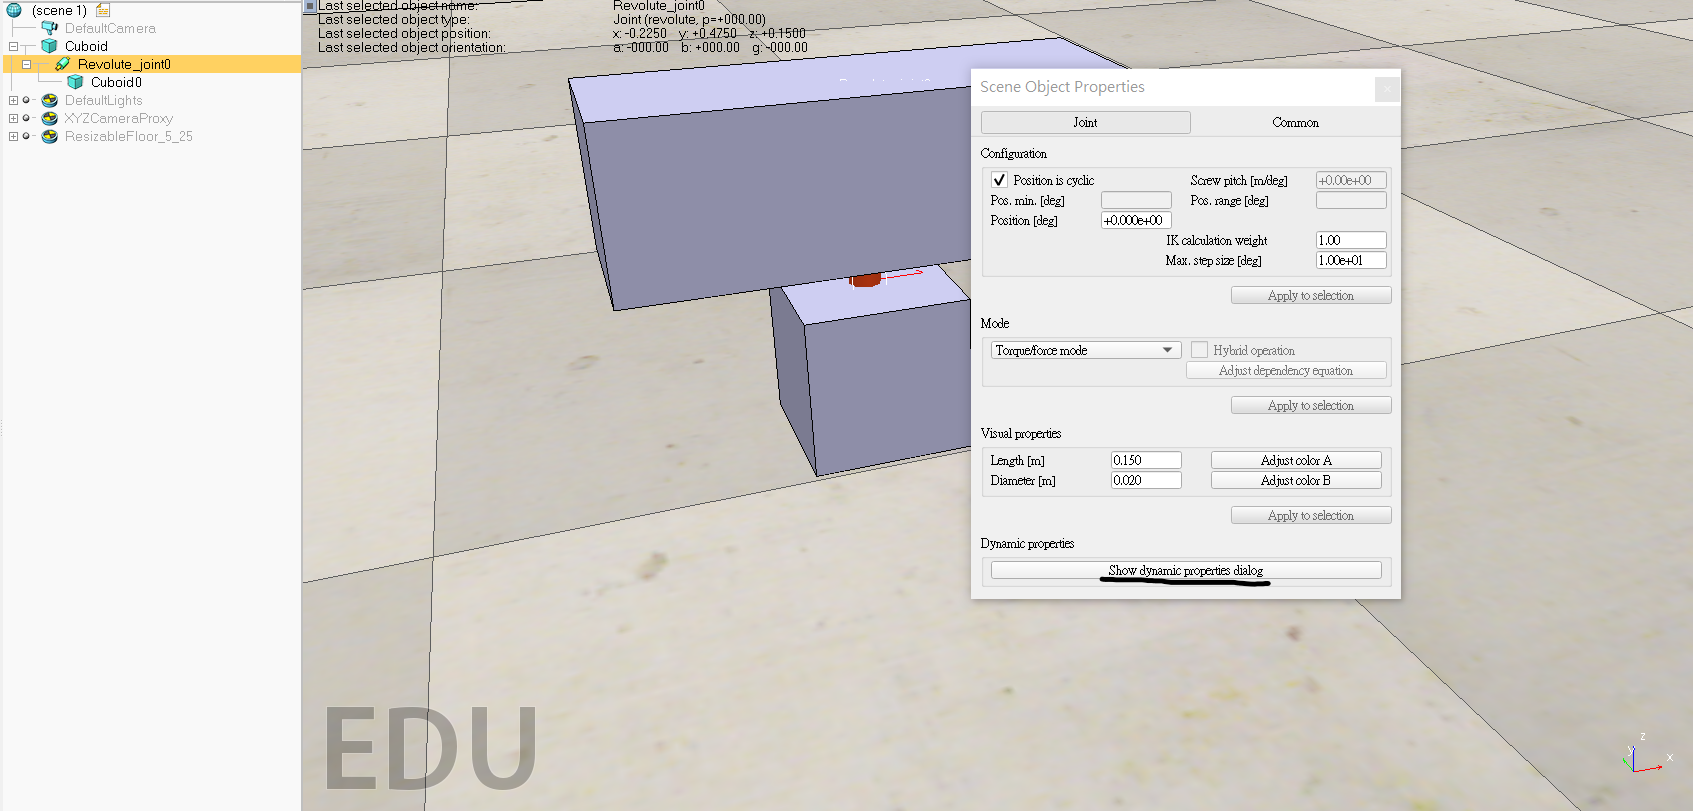 (scene 1)
DefaultCamera
Cuboid
Revolute_joint0
Cuboid0
DefaultLights
XYZCameraProxy
ResizableFloor_5_25
Last selected object name: Revolute_joint0
Last selected object type: Joint (revolute, p=+000.00)
Last selected object position: x: -0.2250 y: +0.4750 z: +0.1500
Last selected object orientation: a: -000.00 b: +000.00 g: -000.00
Scene Object Properties
Joint Common
Configuration
Position is cyclic Screw pitch [m/deg] +0.00e+00
Pos. min. [deg] Pos. range [deg]
Position [deg] +0.000e+00
IK calculation weight 1.00
Max. step size [deg] 1.00e+01
Apply to selection
Mode
Torque/force mode Hybrid operation
Adjust dependency equation
Apply to selection
Visual properties
Length [m] 0.150 Adjust color A
Diameter [m] 0.020 Adjust color B
Apply to selection
Dynamic properties
Show dynamic properties dialog
EDU
z
y
x